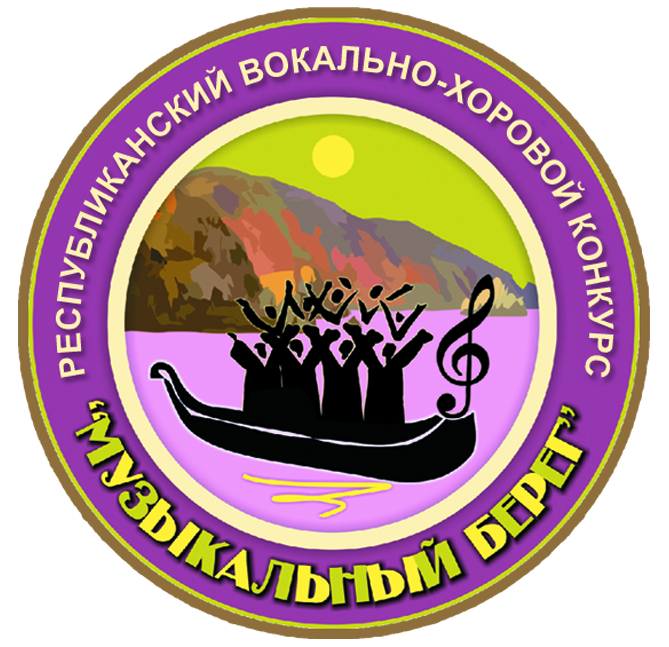 РЕСПУБЛИКАНСКИЙ ВОКАЛЬНО-ХОРОВОЙ КОНКУРС
“МУЗЫКАЛЬНЫЙ БЕРЕГ”